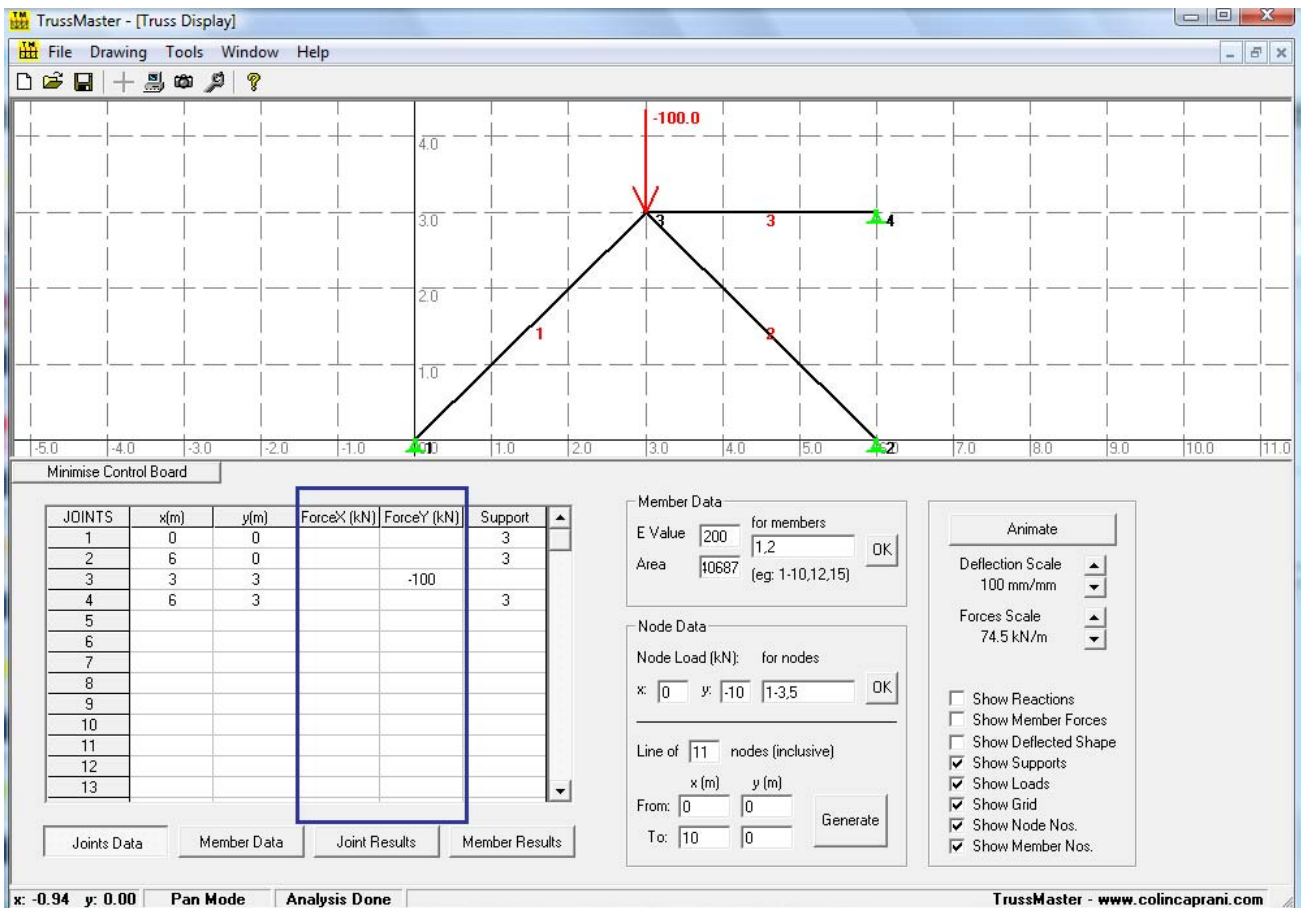 TrussMaster - [Truss Display]
File Drawing Tools Window Help
-100.0
4.0
3.0
3
3
4
2.0
1
2
1.0
-5.0 -4.0 -3.0 -2.0 -1.0 1 1.0 2.0 3.0 4.0 5.0 2 7.0 8.0 9.0 10.0 11.0
Minimise Control Board
JOINTS x(m) y(m) ForceX (kN) ForceY (kN) Support
1 0 0 3
2 6 0 3
3 3 3 -100
4 6 3 3
5
6
7
8
9
10
11
12
13
Joints Data Member Data Joint Results Member Results
Member Data
E Value 200 for members
1,2 OK
Area 40687 (eg: 1-10,12,15)
Node Data
Node Load (kN): for nodes
x: 0 y: -10 1-3,5 OK
Line of 11 nodes (inclusive)
x (m) y (m)
From: 0 0
To: 10 0
Generate
Animate
Deflection Scale
100 mm/mm
Forces Scale
74.5 kN/m
Show Reactions
Show Member Forces
Show Deflected Shape
Show Supports
Show Loads
Show Grid
Show Node Nos.
Show Member Nos.
x: -0.94 y: 0.00 Pan Mode Analysis Done TrussMaster - www.colincaprani.com